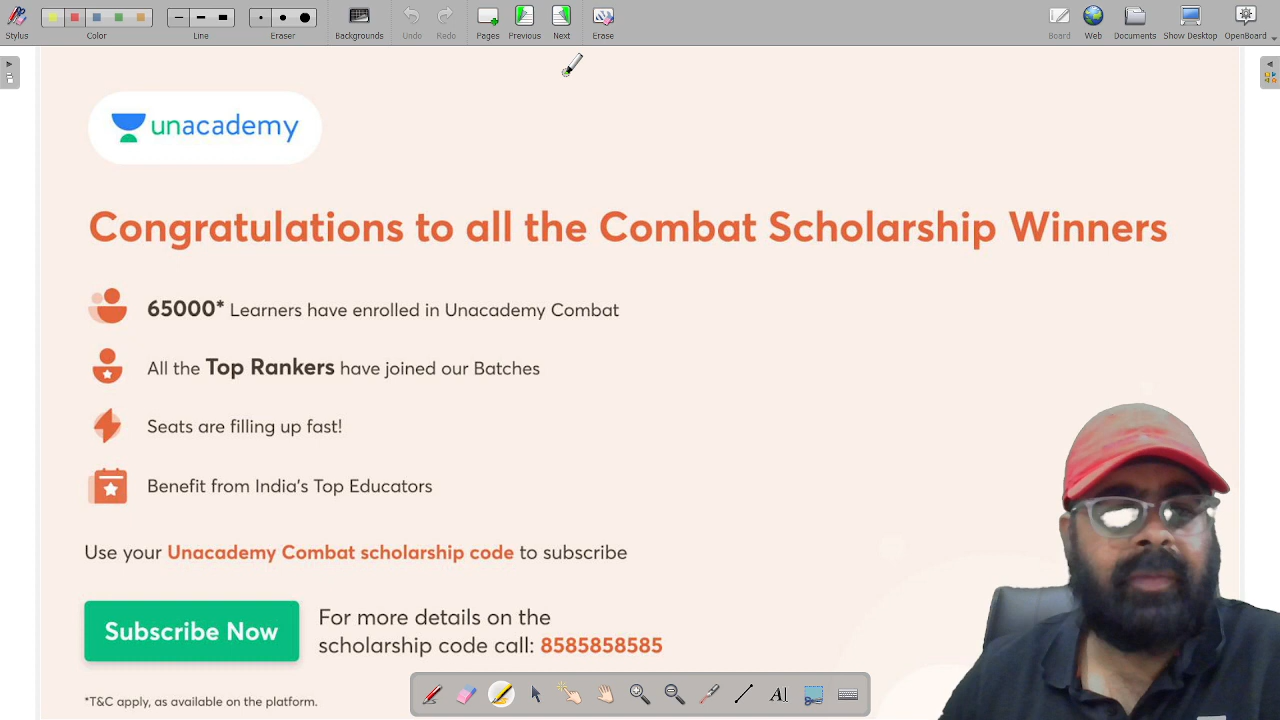 Stylus Color Line Eraser Backgrounds Undo Redo Pages Previous Next Erase Board Web Documents Show Desktop OpenBoard
unacademy
Congratulations to all the Combat Scholarship Winners
65000* Learners have enrolled in Unacademy Combat
All the Top Rankers have joined our Batches
Seats are filling up fast!
Benefit from India's Top Educators
Use your Unacademy Combat scholarship code to subscribe
Subscribe Now
For more details on the
scholarship code call: 8585858585
*T&C apply, as available on the platform.
AI